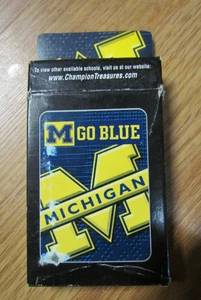 To view other available schools, visit us at our website:
www.ChampionTreasures.com
M GO BLUE
MICHIGAN